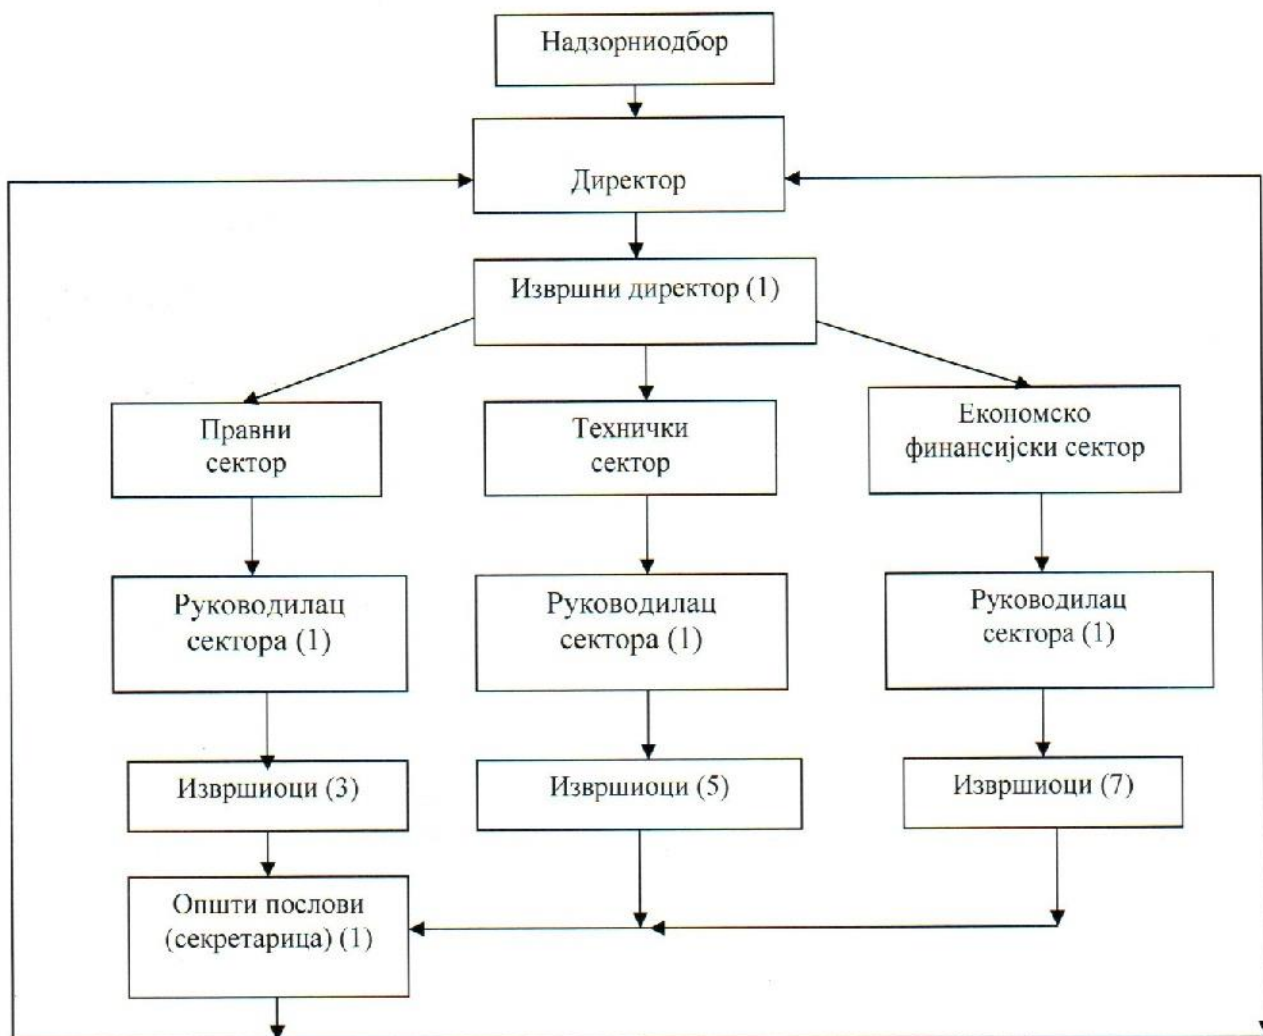 Надзорниодбор
Директор
Извршни директор (1)
Правни
сектор
Технички
сектор
Економско
финансијски сектор
Руководилац
сектора (1)
Руководилац
сектора (1)
Руководилац
сектора (1)
Извршиоци (3)
Извршиоци (5)
Извршиоци (7)
Општи послови
(секретарица) (1)